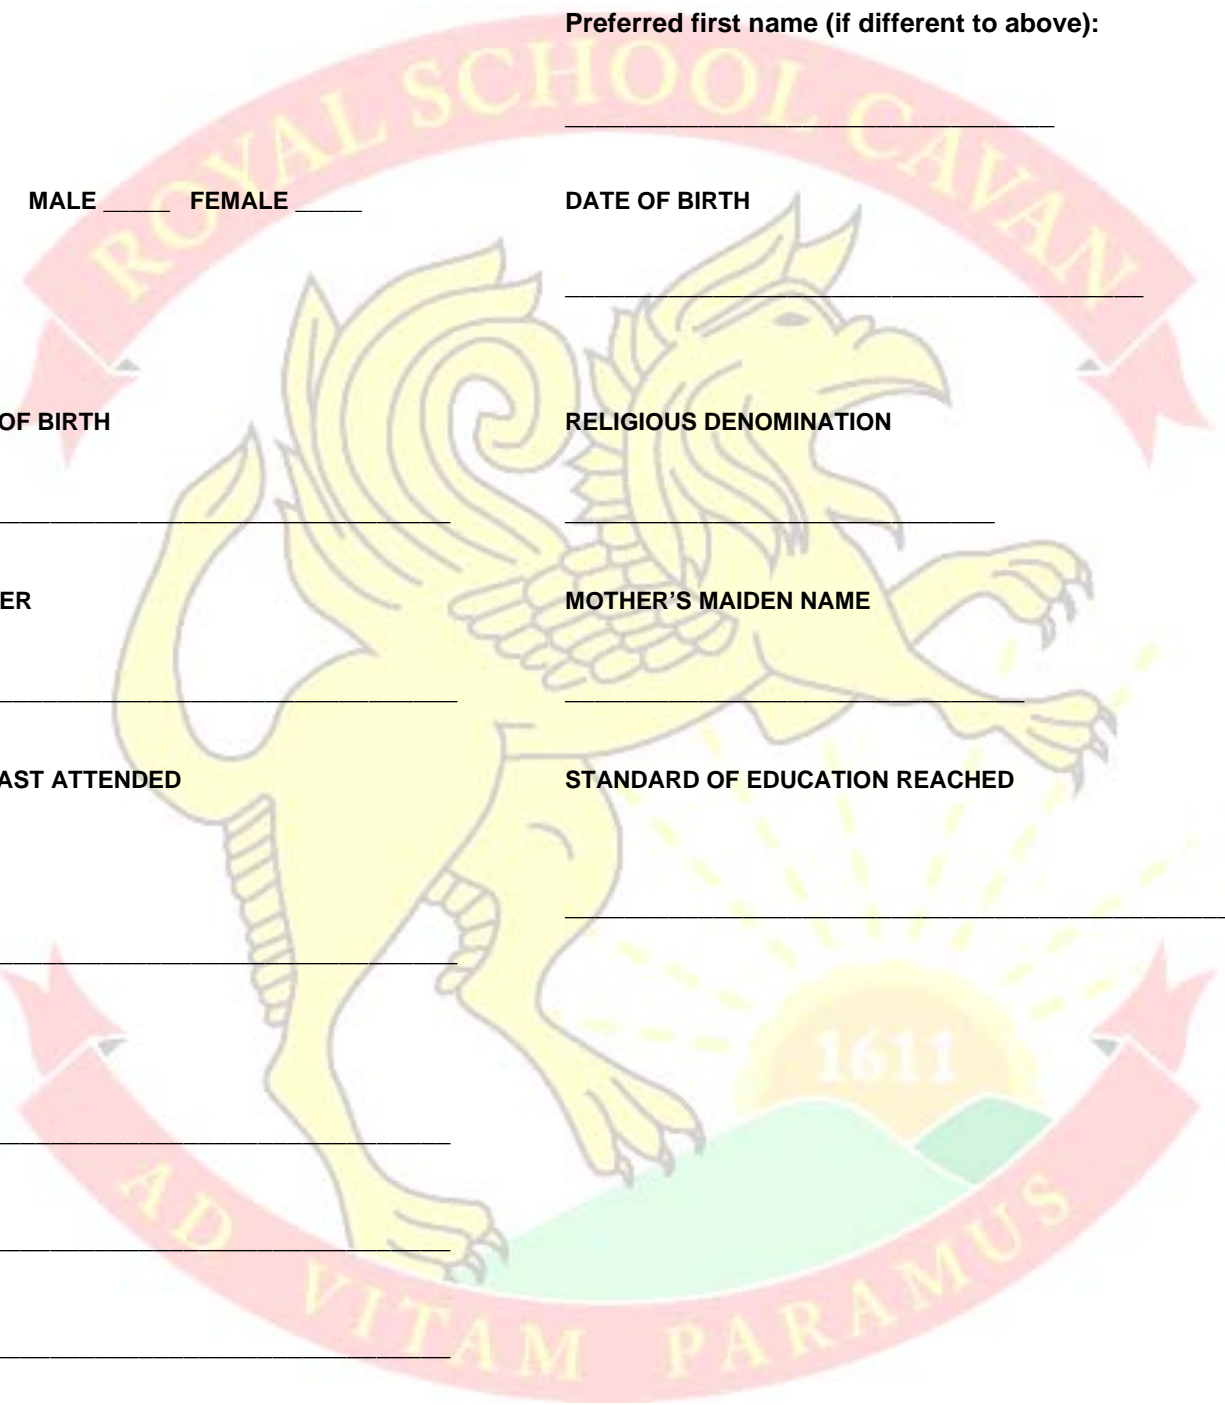 Preferred first name (if different to above):
ROYAL SCHOOL CAVAN
MALE _____ FEMALE _____ DATE OF BIRTH
OF BIRTH RELIGIOUS DENOMINATION
ER MOTHER’S MAIDEN NAME
AST ATTENDED STANDARD OF EDUCATION REACHED
1611
AD VITAM PARAMUS